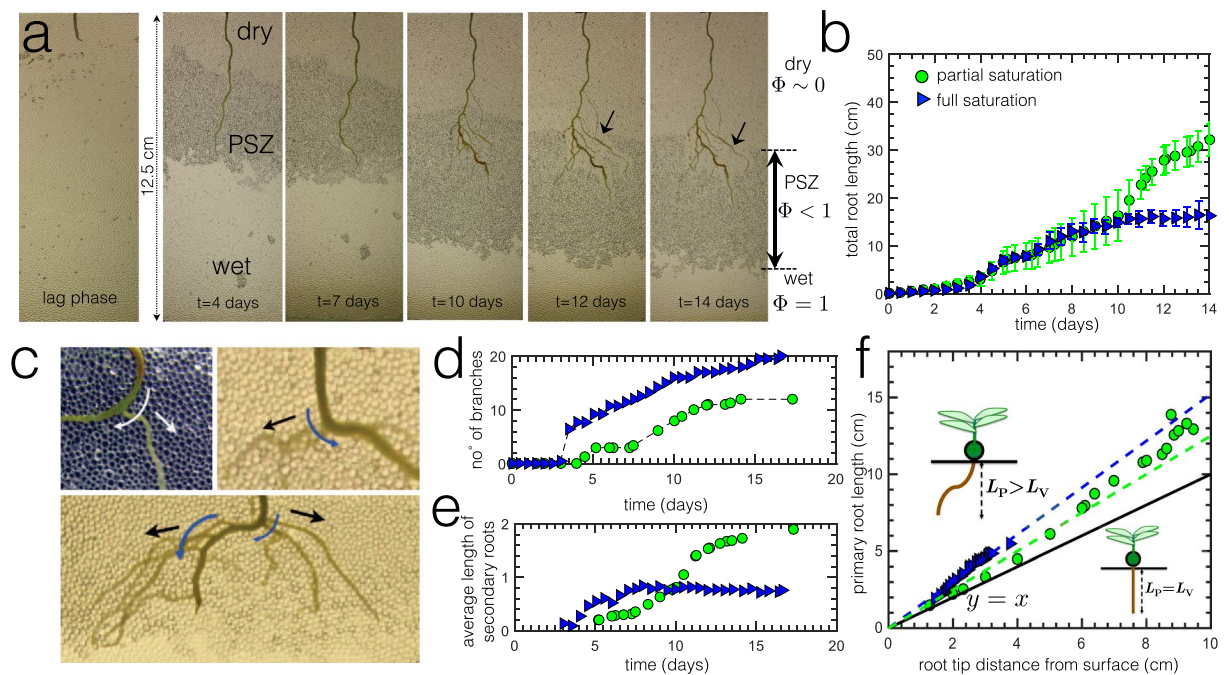 a
12.5 cm
lag phase
dry
PSZ
wet
t=4 days
t=7 days
t=10 days
t=12 days
t=14 days
dry
Φ ∼ 0
PSZ
Φ < 1
wet
Φ = 1
b
partial saturation
full saturation
total root length (cm)
50
40
30
20
10
0
0 2 4 6 8 10 12 14
time (days)
c
d
no° of branches
20
12
0
0 5 10 15 20
time (days)
e
average length of
secondary roots
2
1
0
0 5 10 15 20
time (days)
f
primary root length (cm)
15
10
5
0
0 2 4 6 8 10
root tip distance from surface (cm)
L_P>L_V
L_P=L_V
y = x